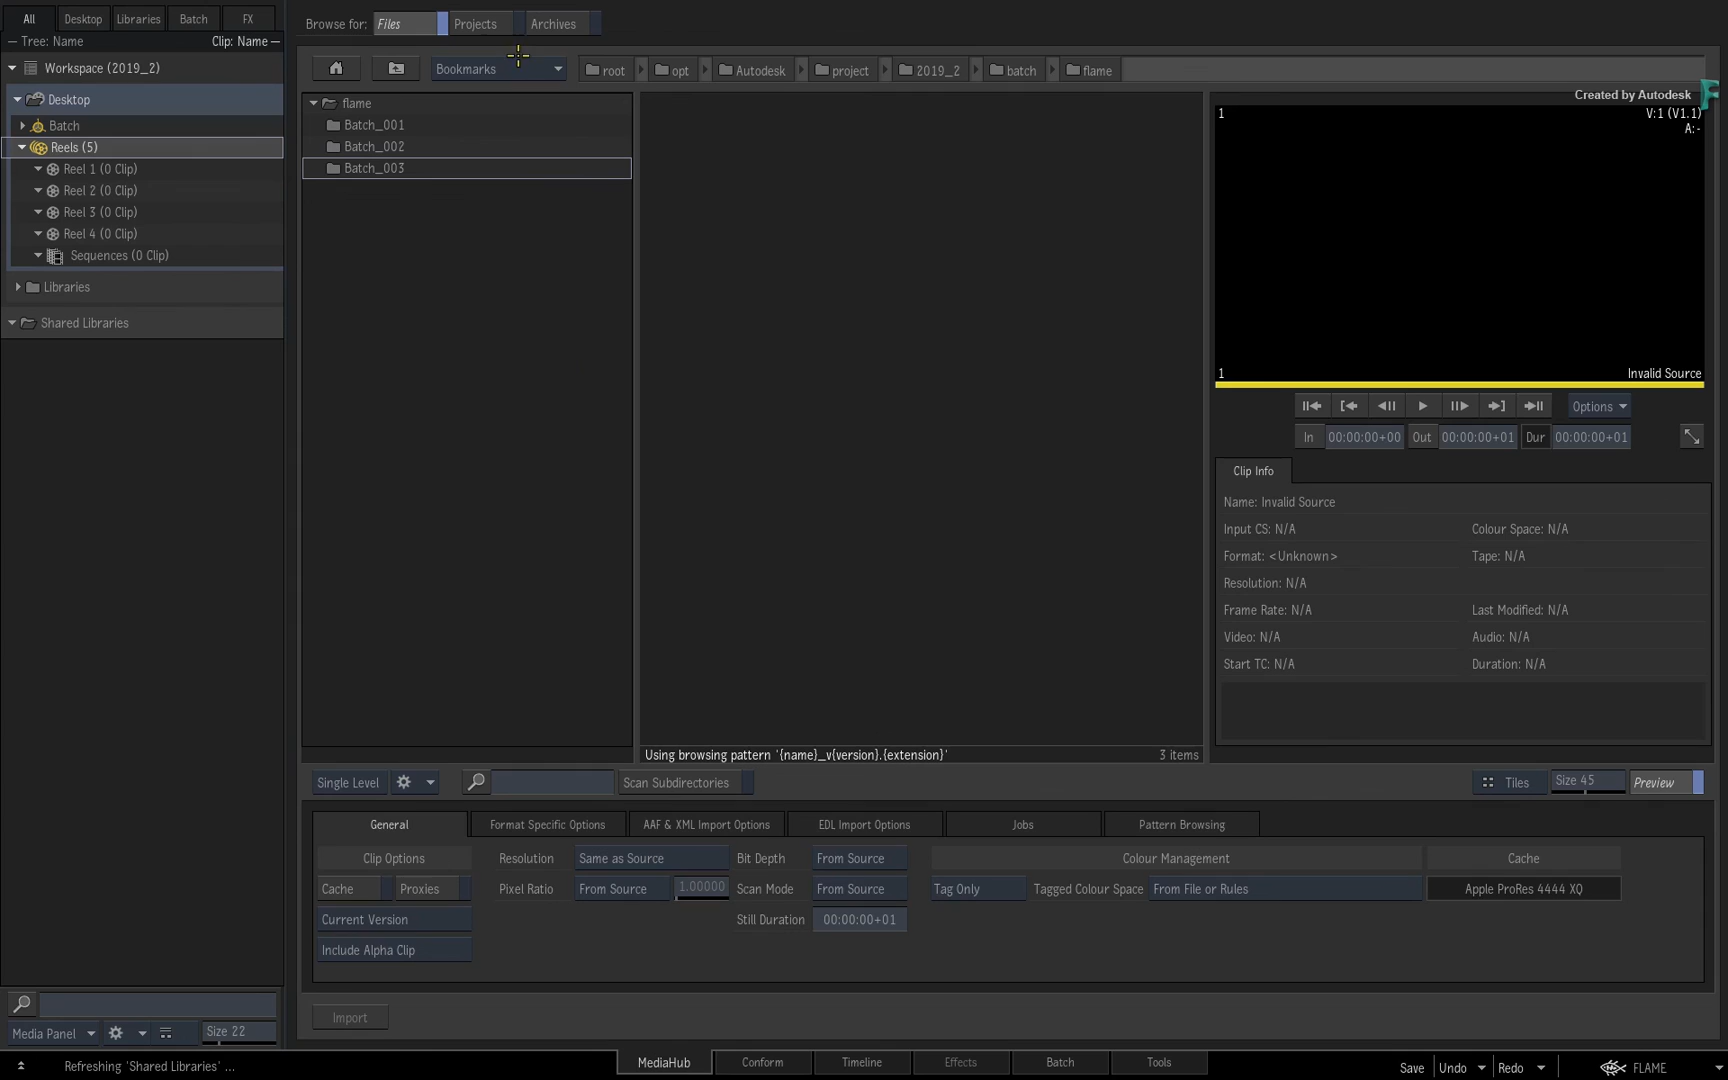 All Desktop Libraries Batch FX
Tree: Name Clip: Name
Workspace (2019_2)
Desktop
Batch
Reels (5)
Reel 1 (0 Clip)
Reel 2 (0 Clip)
Reel 3 (0 Clip)
Reel 4 (0 Clip)
Sequences (0 Clip)
Libraries
Shared Libraries
Media Panel Size 22
Browse for: Files Projects Archives
Bookmarks root opt Autodesk project 2019_2 batch flame
flame
Batch_001
Batch_002
Batch_003
Using browsing pattern '{name}_v{version}.{extension}' 3 items
Created by Autodesk
1 V:1 (V1.1)
A:-
1 Invalid Source
Options
In 00:00:00+00 Out 00:00:00+01 Dur 00:00:00+01
Clip Info
Name: Invalid Source
Input CS: N/A Colour Space: N/A
Format: <Unknown> Tape: N/A
Resolution: N/A
Frame Rate: N/A Last Modified: N/A
Video: N/A Audio: N/A
Start TC: N/A Duration: N/A
Single Level Scan Subdirectories Tiles Size 45 Preview
General Format Specific Options AAF & XML Import Options EDL Import Options Jobs Pattern Browsing
Clip Options Resolution Same as Source Bit Depth From Source Colour Management Cache
Cache Proxies Pixel Ratio From Source 1.00000 Scan Mode From Source Tag Only Tagged Colour Space From File or Rules Apple ProRes 4444 XQ
Current Version Still Duration 00:00:00+01
Include Alpha Clip
Import
Refreshing 'Shared Libraries' ... MediaHub Conform Timeline Effects Batch Tools Save Undo Redo FLAME